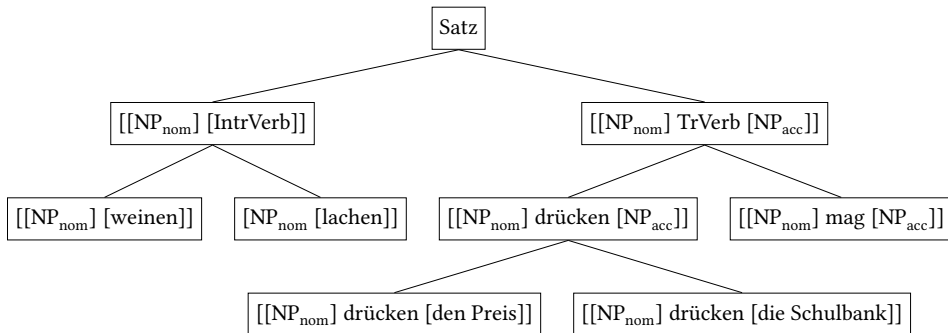 Satz
[[NPnom] [IntrVerb]] [[NPnom] TrVerb [NPacc]]
[[NPnom] [weinen]] [NPnom [lachen]] [[NPnom] drücken [NPacc]] [[NPnom] mag [NPacc]]
[[NPnom] drücken [den Preis]] [[NPnom] drücken [die Schulbank]]